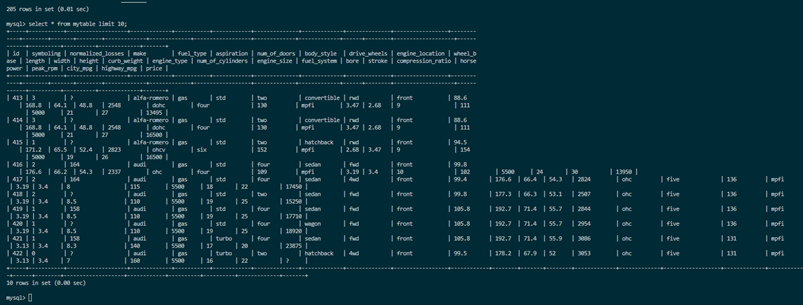 205 rows in set (0.01 sec)
mysql> select * from mytable limit 10;
| id | symboling | normalized_losses | make | fuel_type | aspiration | num_of_doors | body_style | drive_wheels | engine_location | wheel_b
ase | length | width | height | curb_weight | engine_type | num_of_cylinders | engine_size | fuel_system | bore | stroke | compression_ratio | horse
power | peak_rpm | city_mpg | highway_mpg | price |
| 413 | 3 | ? | alfa-romero | gas | std | two | convertible | rwd | front | 88.6
| 168.8 | 64.1 | 48.8 | 2548 | dohc | four | 130 | mpfi | 3.47 | 2.68 | 9 | 111
| 5000 | 21 | 27 | 13495 |
| 414 | 3 | ? | alfa-romero | gas | std | two | convertible | rwd | front | 88.6
| 168.8 | 64.1 | 48.8 | 2548 | dohc | four | 130 | mpfi | 3.47 | 2.68 | 9 | 111
| 5000 | 21 | 27 | 16500 |
| 415 | 1 | ? | alfa-romero | gas | std | two | hatchback | rwd | front | 94.5
| 171.2 | 65.5 | 52.4 | 2823 | ohcv | six | 152 | mpfi | 2.68 | 3.47 | 9 | 154
| 5000 | 19 | 26 | 16500 |
| 416 | 2 | 164 | audi | gas | std | four | sedan | fwd | front | 99.8
| 176.6 | 66.2 | 54.3 | 2337 | ohc | four | 109 | mpfi | 3.19 | 3.4 | 10 | 102 | 5500 | 24 | 30 | 13950 |
| 417 | 2 | 164 | audi | gas | std | four | sedan | 4wd | front | 99.4 | 176.6 | 66.4 | 54.3 | 2824 | ohc | five | 136 | mpfi
| 3.19 | 3.4 | 8 | 115 | 5500 | 18 | 22 | 17450 |
| 418 | 2 | ? | audi | gas | std | two | sedan | fwd | front | 99.8 | 177.3 | 66.3 | 53.1 | 2507 | ohc | five | 136 | mpfi
| 3.19 | 3.4 | 8.5 | 110 | 5500 | 19 | 25 | 15250 |
| 419 | 1 | 158 | audi | gas | std | four | sedan | fwd | front | 105.8 | 192.7 | 71.4 | 55.7 | 2844 | ohc | five | 136 | mpfi
| 3.19 | 3.4 | 8.5 | 110 | 5500 | 19 | 25 | 17710 |
| 420 | 1 | ? | audi | gas | std | four | wagon | fwd | front | 105.8 | 192.7 | 71.4 | 55.7 | 2954 | ohc | five | 136 | mpfi
| 3.19 | 3.4 | 8.5 | 110 | 5500 | 19 | 25 | 18920 |
| 421 | 1 | 158 | audi | gas | turbo | four | sedan | fwd | front | 105.8 | 192.7 | 71.4 | 55.9 | 3086 | ohc | five | 131 | mpfi
| 3.13 | 3.4 | 8.3 | 140 | 5500 | 17 | 20 | 23875 |
| 422 | 0 | ? | audi | gas | turbo | two | hatchback | 4wd | front | 99.5 | 178.2 | 67.9 | 52 | 3053 | ohc | five | 131 | mpfi
| 3.13 | 3.4 | 7 | 160 | 5500 | 16 | 22 | ? |
10 rows in set (0.00 sec)
mysql>